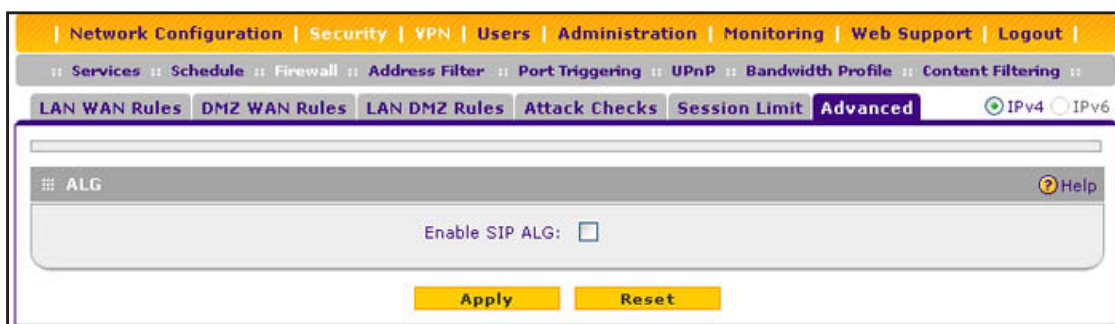 | Network Configuration | Security | VPN | Users | Administration | Monitoring | Web Support | Logout |
:: Services :: Schedule :: Firewall :: Address Filter :: Port Triggering :: UPnP :: Bandwidth Profile :: Content Filtering ::
LAN WAN Rules DMZ WAN Rules LAN DMZ Rules Attack Checks Session Limit Advanced IPv4 IPv6
ALG ? Help
Enable SIP ALG:
Apply Reset